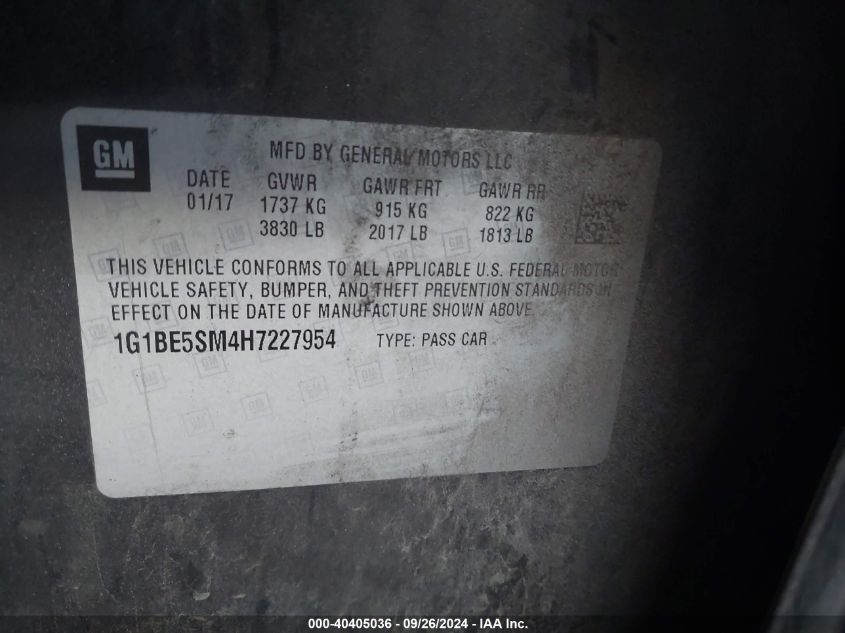 GM
MFD BY GENERAL MOTORS LLC
DATE GVWR GAWR FRT GAWR RR
01/17 1737 KG 915 KG 822 KG
3830 LB 2017 LB 1813 LB
THIS VEHICLE CONFORMS TO ALL APPLICABLE U.S. FEDERAL MOTOR
VEHICLE SAFETY, BUMPER, AND THEFT PREVENTION STANDARDS IN
EFFECT ON THE DATE OF MANUFACTURE SHOWN ABOVE.
1G1BE5SM4H7227954 TYPE: PASS CAR
000-40405036 - 09/26/2024 - IAA Inc.